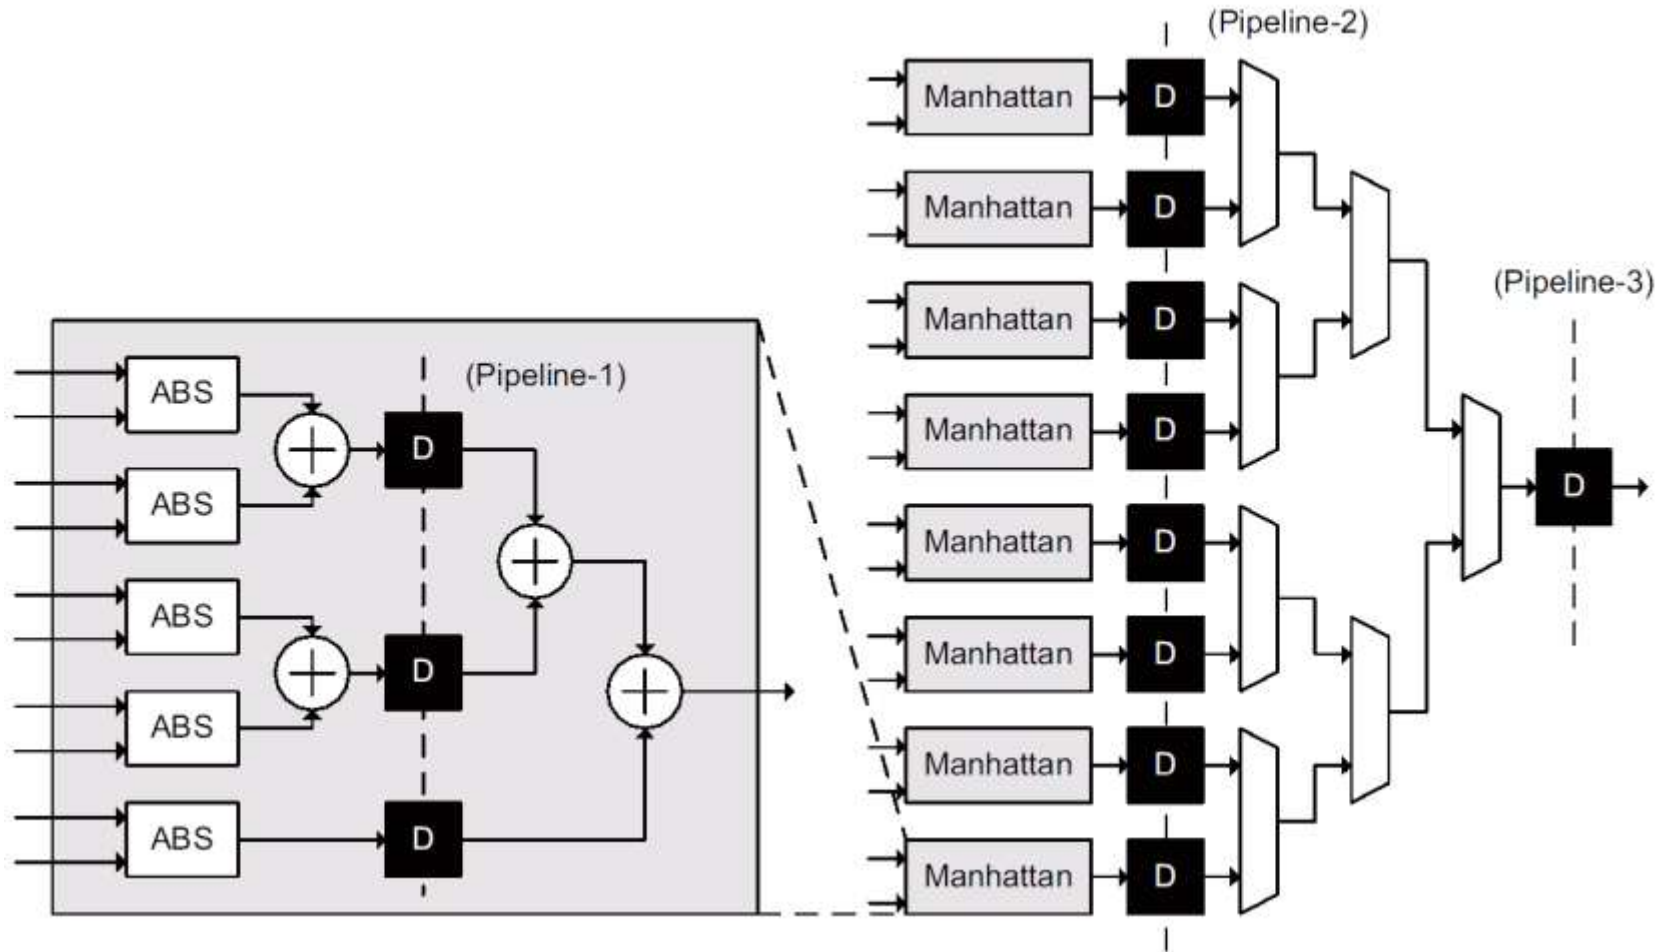 (Pipeline-2)
Manhattan D
Manhattan D
(Pipeline-3)
Manhattan D
ABS
(Pipeline-1)
Manhattan D
D
D
ABS
Manhattan D
ABS
D
Manhattan D
ABS
Manhattan D
ABS
D
Manhattan D